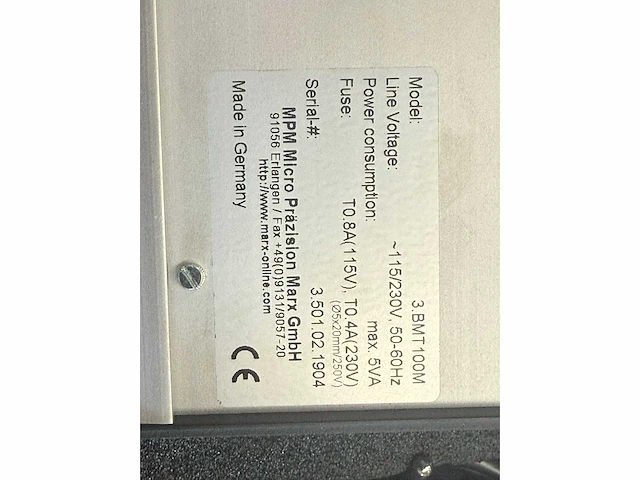 Model: 3.BMT100M
Line Voltage: ~115/230V, 50-60Hz
Power consumption: max. 5VA
Fuse: T0.8A(115V), T0.4A(230V)
(Ø5x20mm/250V)
Serial-#: 3.501.02.1904
MPM Micro Präzision Marx GmbH
91056 Erlangen / Fax +49(0)9131/9057-20
http://www.marx-online.com
Made in Germany CE